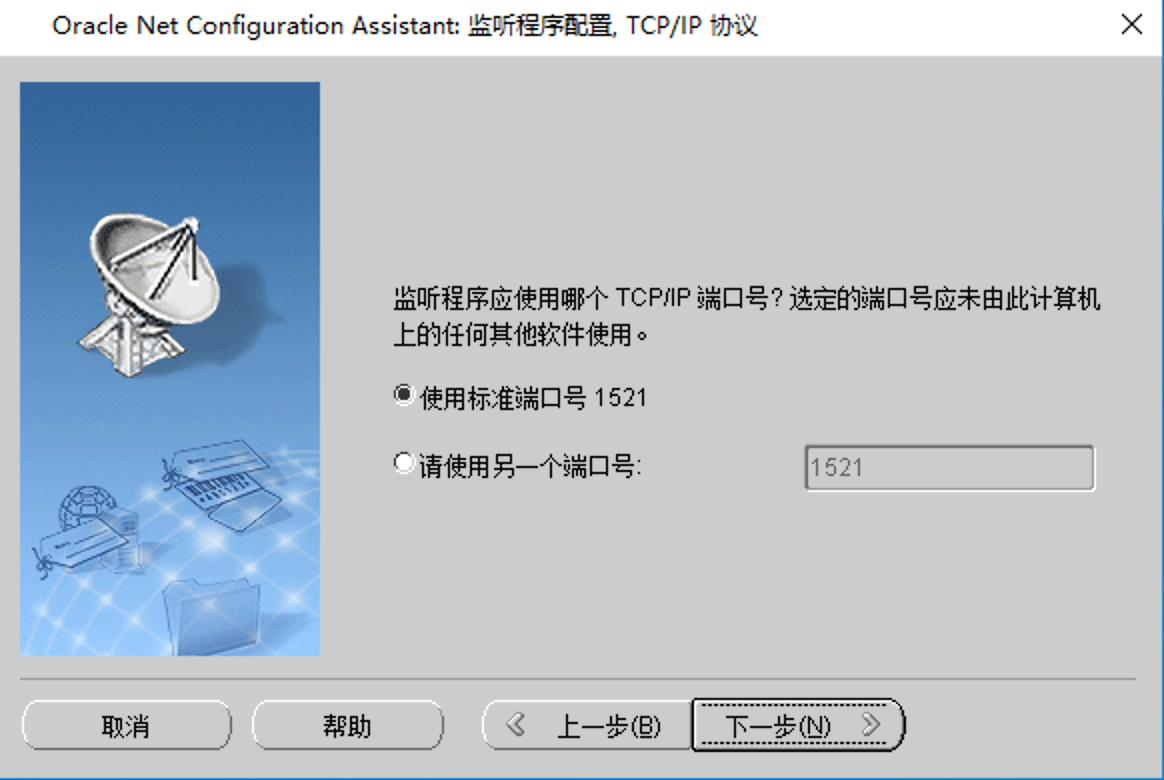 Oracle Net Configuration Assistant: 监听程序配置, TCP/IP 协议
监听程序应使用哪个 TCP/IP 端口号? 选定的端口号应未由此计算机
上的任何其他软件使用。
使用标准端口号 1521
请使用另一个端口号: 1521
取消 帮助 上一步(B) 下一步(N)